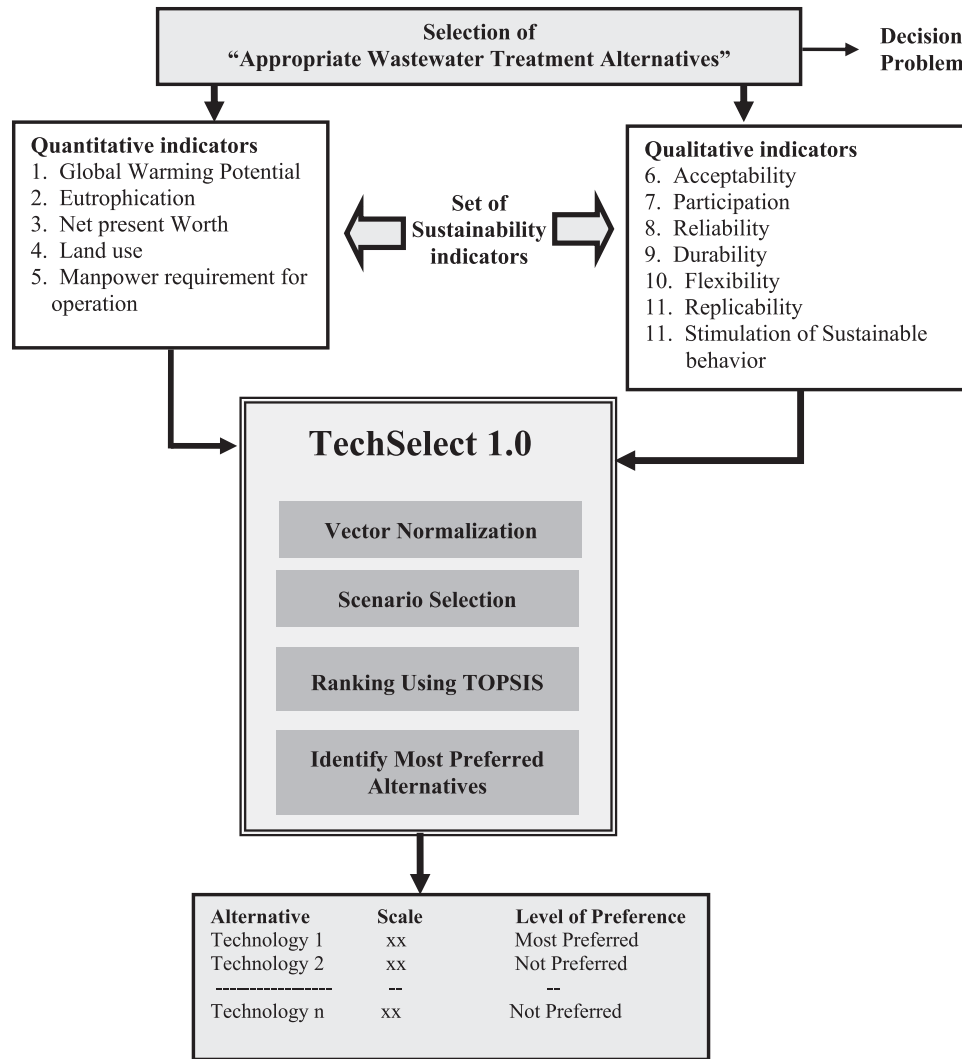 Selection of
“Appropriate Wastewater Treatment Alternatives”
Decision
Problem
Quantitative indicators
1. Global Warming Potential
2. Eutrophication
3. Net present Worth
4. Land use
5. Manpower requirement for
operation
Set of
Sustainability
indicators
Qualitative indicators
6. Acceptability
7. Participation
8. Reliability
9. Durability
10. Flexibility
11. Replicability
11. Stimulation of Sustainable
behavior
TechSelect 1.0
Vector Normalization
Scenario Selection
Ranking Using TOPSIS
Identify Most Preferred
Alternatives
Alternative Scale Level of Preference
Technology 1 xx Most Preferred
Technology 2 xx Not Preferred
----------------- -- --
Technology n xx Not Preferred